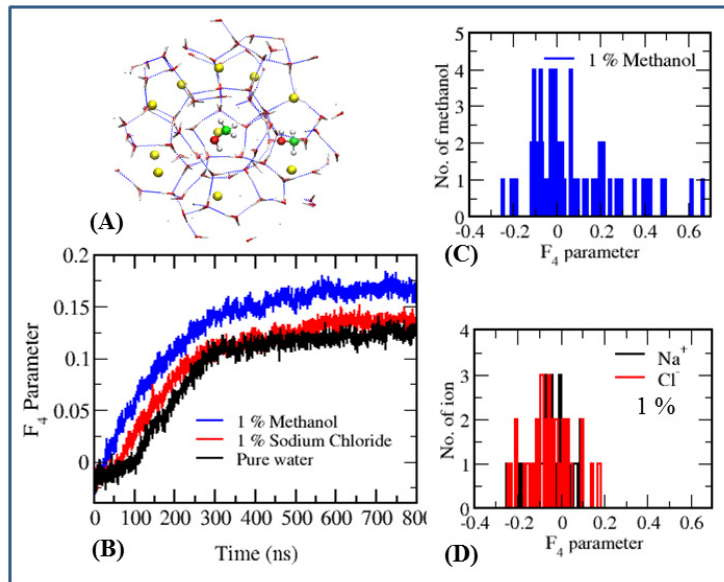 (A)
(B)
0.2
0.15
0.1
0.05
0
F4 Parameter
1 % Methanol
1 % Sodium Chloride
Pure water
0 100 200 300 400 500 600 700 800
Time (ns)
(C)
5
4
3
2
1
0
No. of methanol
1 % Methanol
-0.4 -0.2 0 0.2 0.4 0.6
F4 parameter
(D)
4
3
2
1
0
No. of ion
Na+
Cl-
1 %
-0.4 -0.2 0 0.2 0.4 0.6
F4 parameter